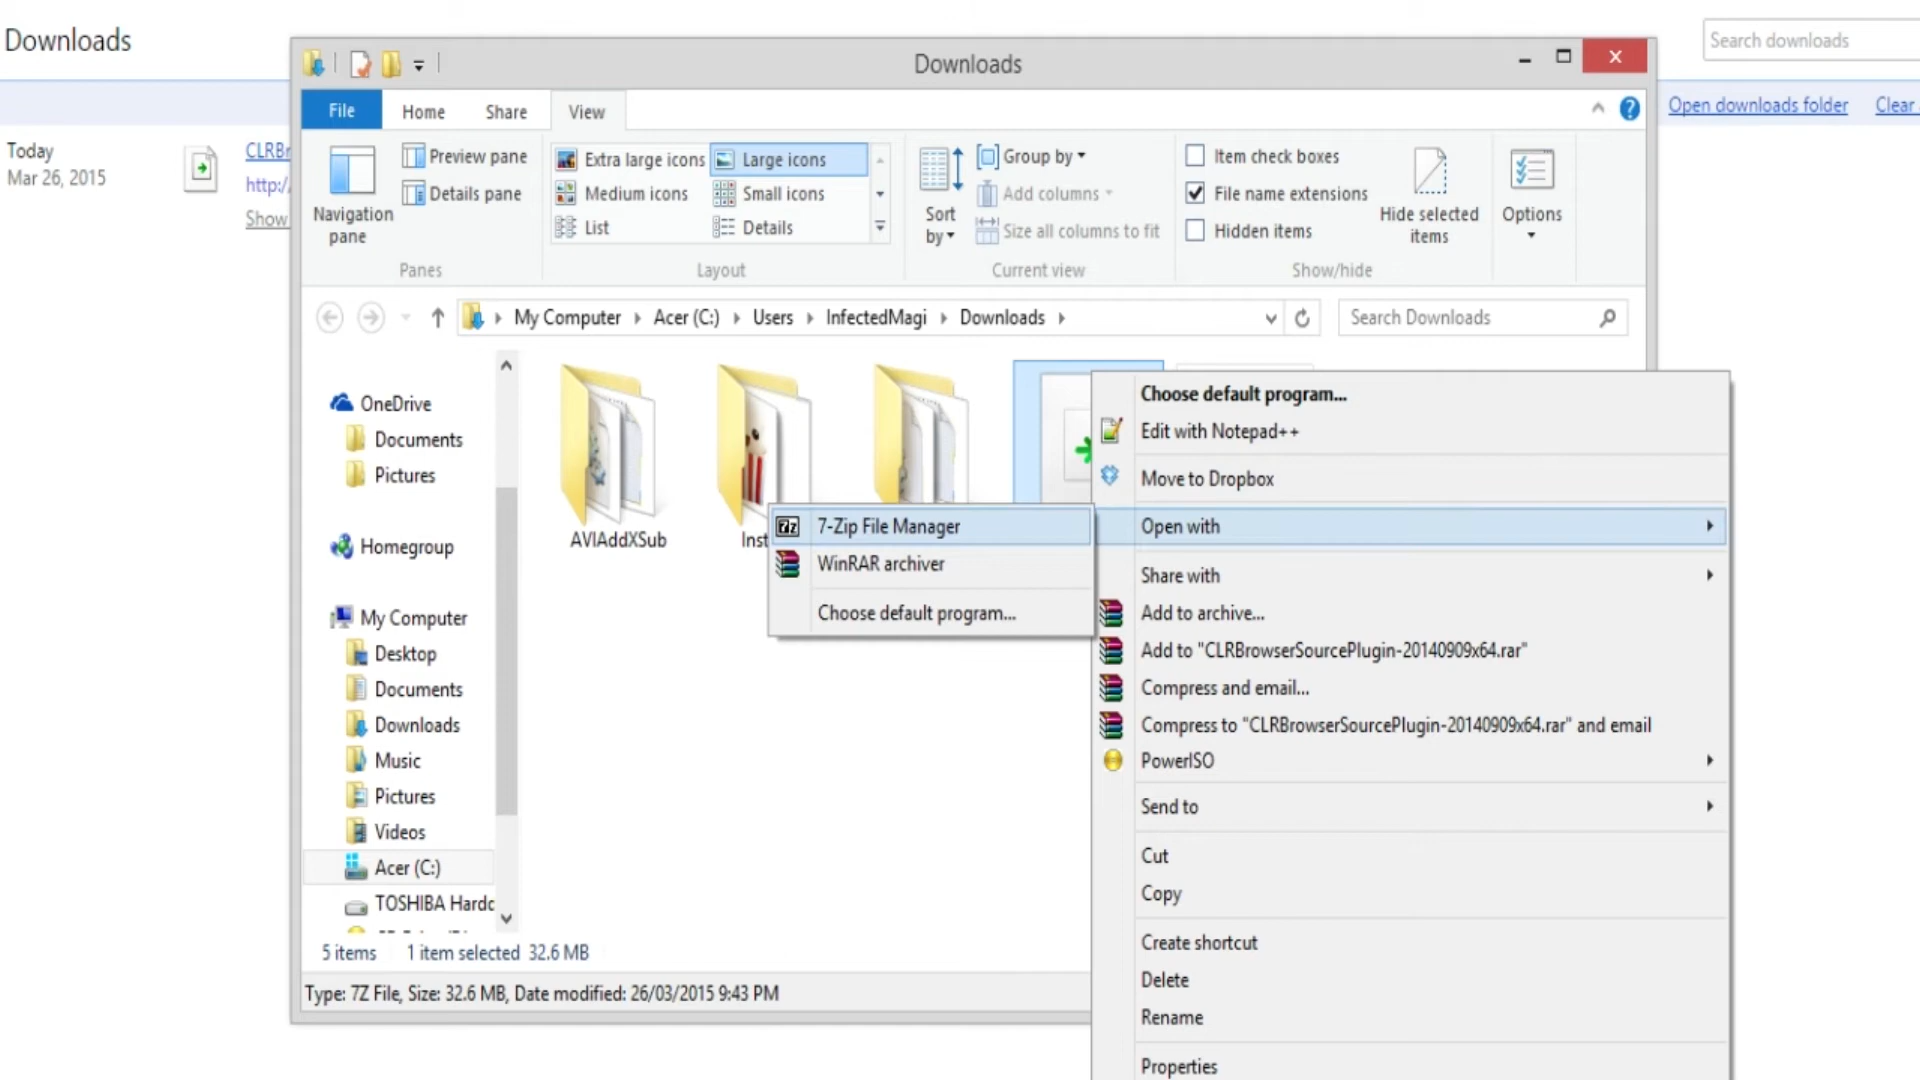 Downloads
Search downloads
Open downloads folder
Clear
Today
Mar 26, 2015
http:/
Show
Downloads
File
Home
Share
View
Navigation pane
Preview pane
Details pane
Panes
Extra large icons
Large icons
Medium icons
Small icons
List
Details
Layout
Sort by
Group by
Add columns
Size all columns to fit
Current view
Item check boxes
File name extensions
Hidden items
Hide selected items
Show/hide
Options
My Computer
Acer (C:)
Users
InfectedMagi
Downloads
Search Downloads
OneDrive
Documents
Pictures
Homegroup
My Computer
Desktop
Documents
Downloads
Music
Pictures
Videos
Acer (C:)
TOSHIBA Hardd
AVIAddXSub
Inst
7-Zip File Manager
WinRAR archiver
Choose default program...
Choose default program...
Edit with Notepad++
Move to Dropbox
Open with
Share with
Add to archive...
Add to "CLRBrowserSourcePlugin-20140909x64.rar"
Compress and email...
Compress to "CLRBrowserSourcePlugin-20140909x64.rar" and email
PowerISO
Send to
Cut
Copy
Create shortcut
Delete
Rename
Properties
5 items
1 item selected 32.6 MB
Type: 7Z File, Size: 32.6 MB, Date modified: 26/03/2015 9:43 PM